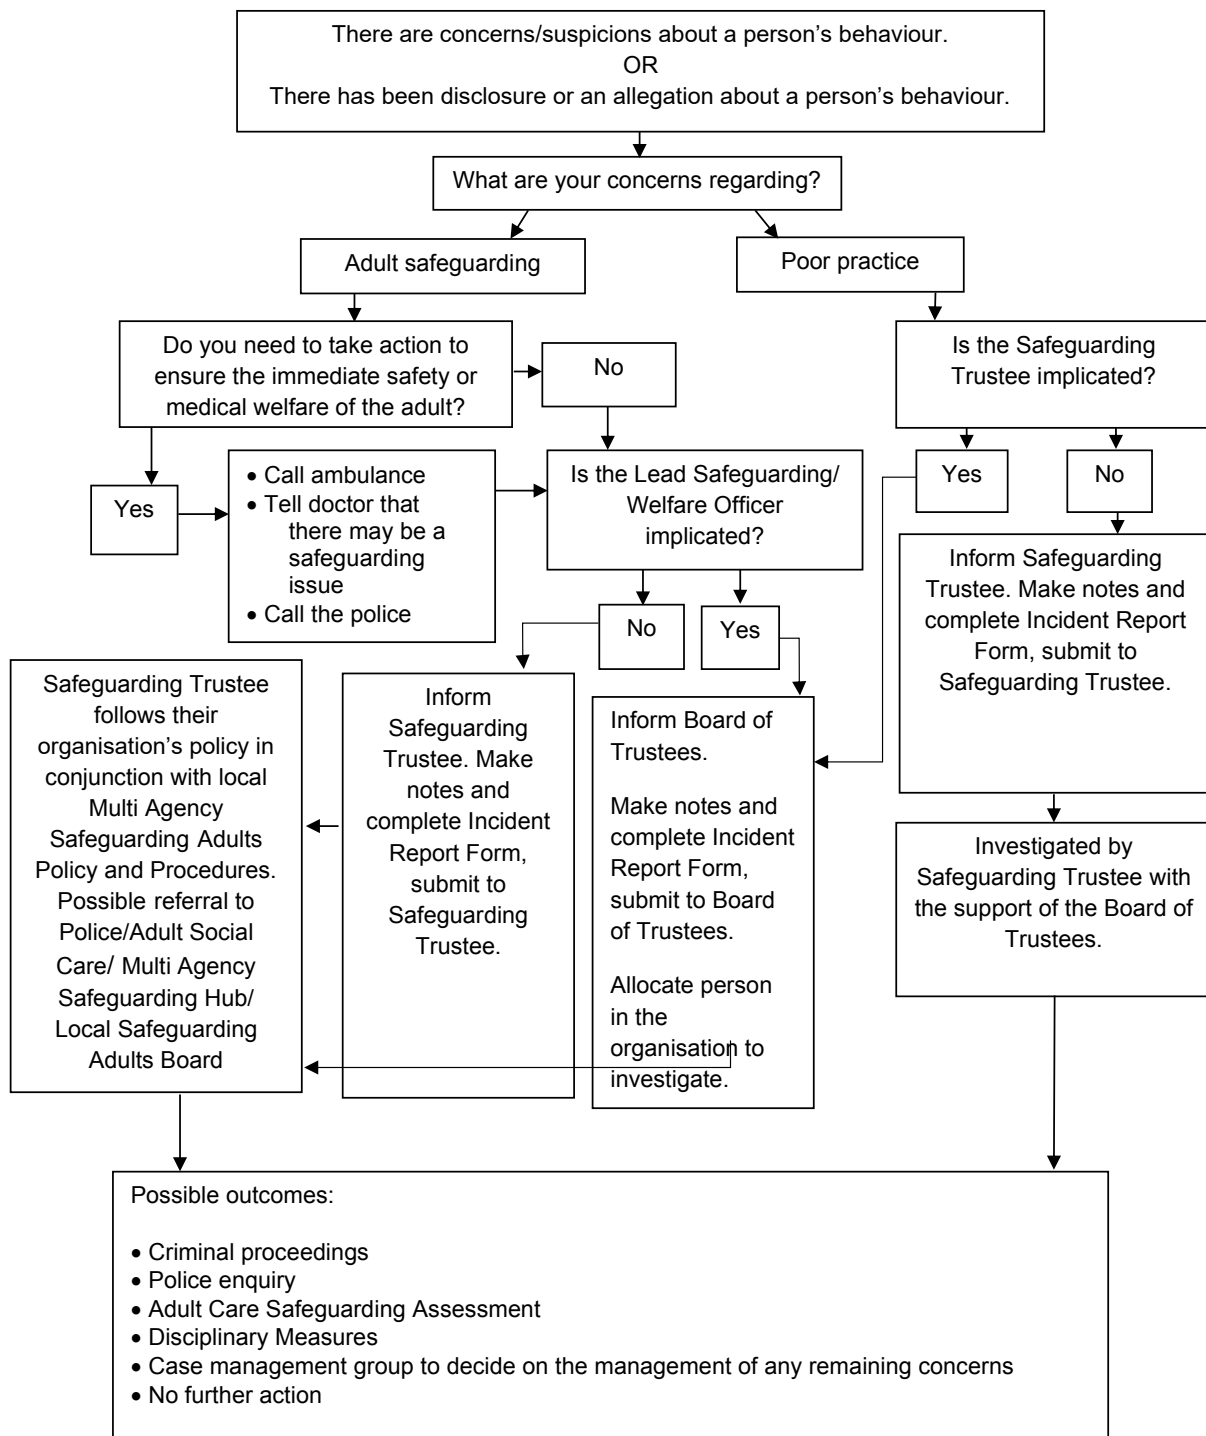 There are concerns/suspicions about a person’s behaviour.
OR
There has been disclosure or an allegation about a person’s behaviour.
What are your concerns regarding?
Adult safeguarding
Poor practice
Do you need to take action to
ensure the immediate safety or
medical welfare of the adult?
No
Is the Safeguarding
Trustee implicated?
Yes
• Call ambulance
• Tell doctor that
there may be a
safeguarding
issue
• Call the police
Is the Lead Safeguarding/
Welfare Officer
implicated?
Yes
No
No
Yes
Inform Safeguarding
Trustee. Make notes and
complete Incident Report
Form, submit to
Safeguarding Trustee.
Safeguarding Trustee
follows their
organisation’s policy in
conjunction with local
Multi Agency
Safeguarding Adults
Policy and Procedures.
Possible referral to
Police/Adult Social
Care/ Multi Agency
Safeguarding Hub/
Local Safeguarding
Adults Board
Inform
Safeguarding
Trustee. Make
notes and
complete Incident
Report Form,
submit to
Safeguarding
Trustee.
Inform Board of
Trustees.
Make notes and
complete Incident
Report Form,
submit to Board
of Trustees.
Allocate person
in the
organisation to
investigate.
Investigated by
Safeguarding Trustee with
the support of the Board of
Trustees.
Possible outcomes:
• Criminal proceedings
• Police enquiry
• Adult Care Safeguarding Assessment
• Disciplinary Measures
• Case management group to decide on the management of any remaining concerns
• No further action